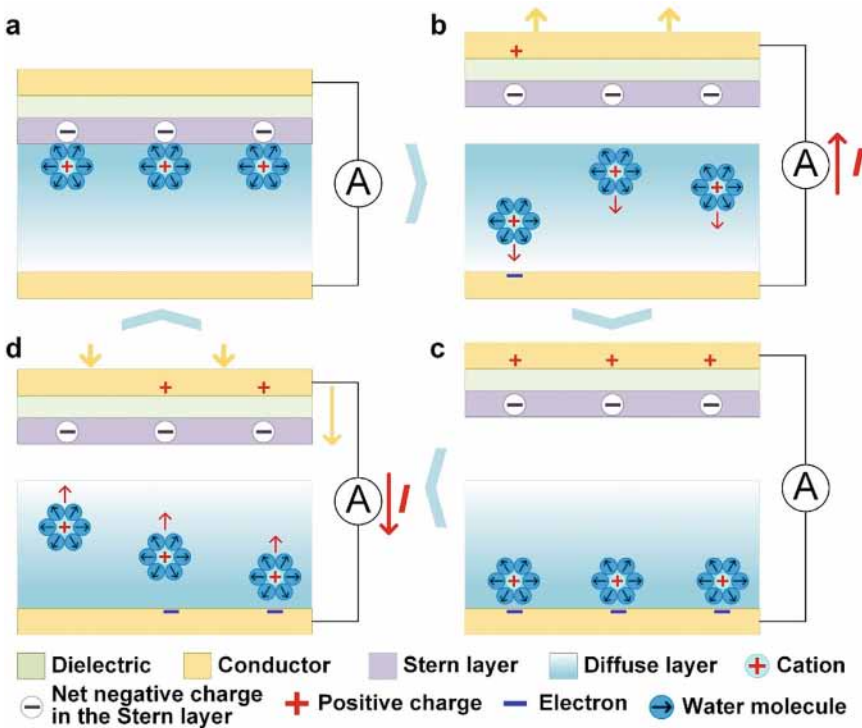 a
b
A
A
I
d
c
A
I
A
Dielectric
Conductor
Stern layer
Diffuse layer
Cation
Net negative charge
in the Stern layer
Positive charge
Electron
Water molecule